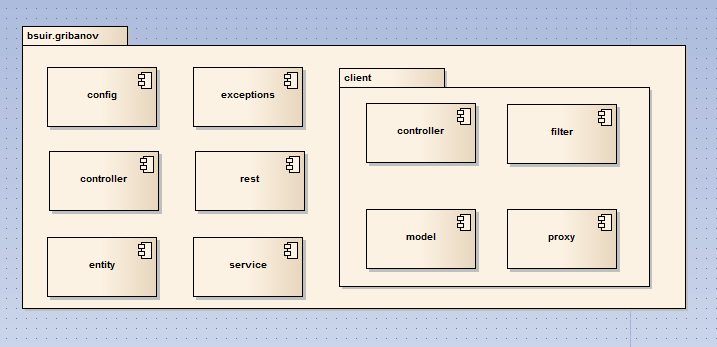 bsuir.gribanov
config
exceptions
controller
rest
entity
service
client
controller
filter
model
proxy